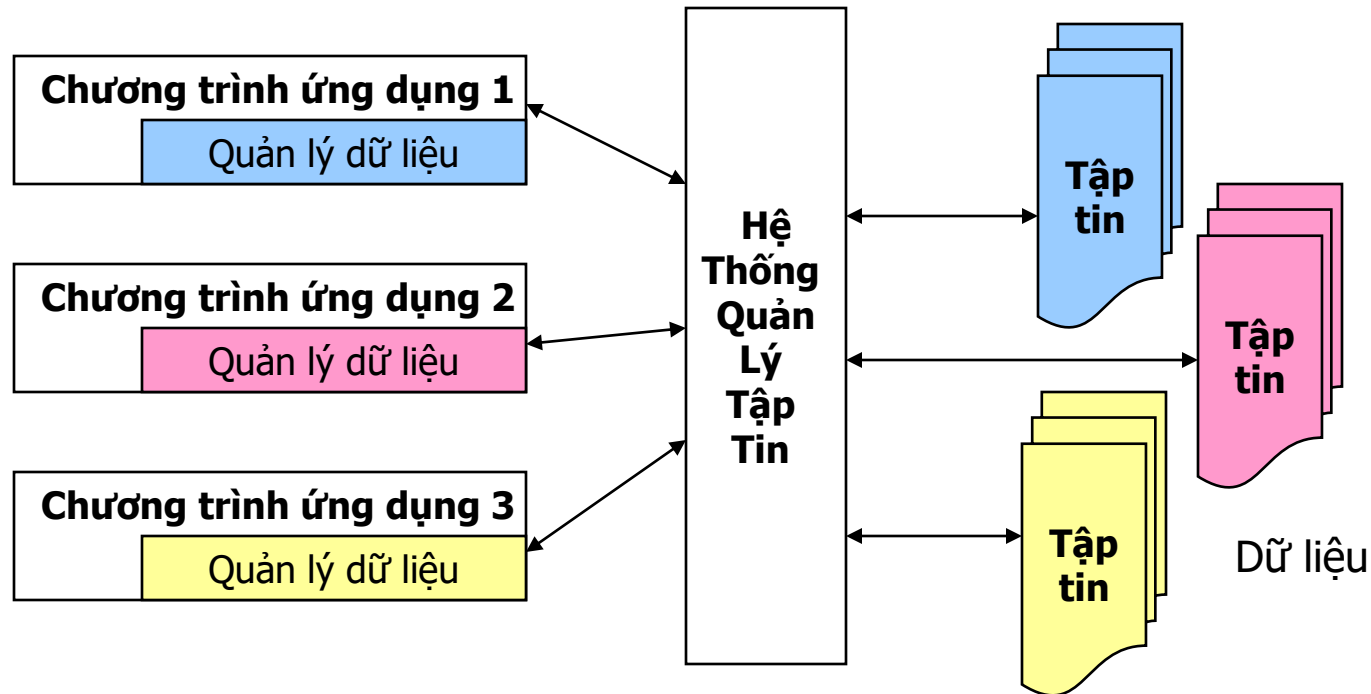 Chương trình ứng dụng 1
Quản lý dữ liệu
Chương trình ứng dụng 2
Quản lý dữ liệu
Chương trình ứng dụng 3
Quản lý dữ liệu
Hệ
Thống
Quản
Lý
Tập
Tin
Tập
tin
Tập
tin
Tập
tin
Dữ liệu